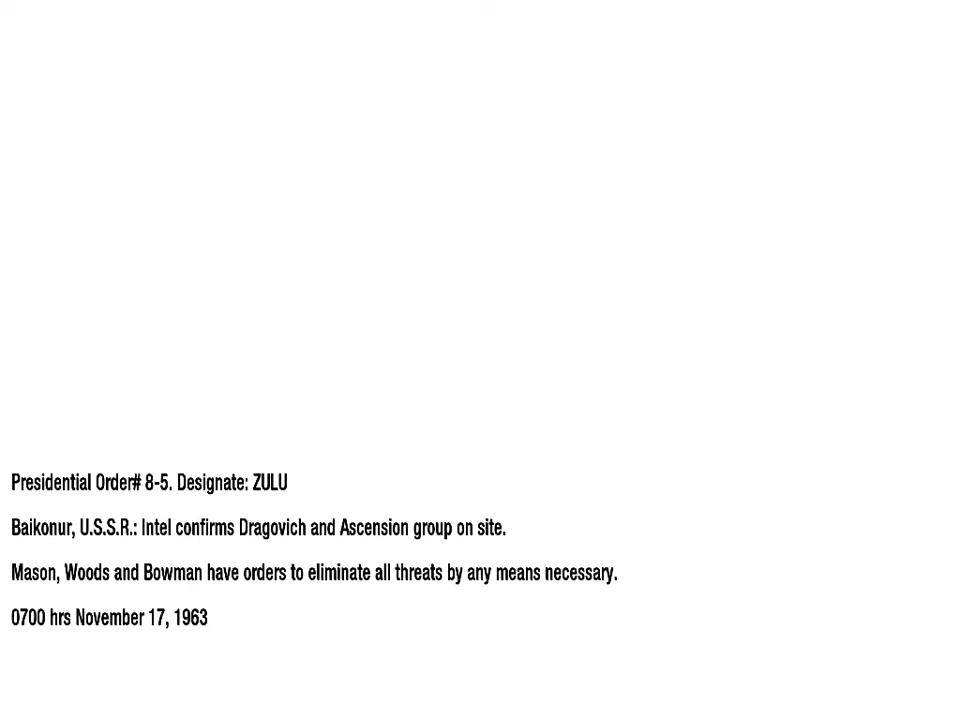 Presidential Order# 8-5. Designate: ZULU
Baikonur, U.S.S.R.: Intel confirms Dragovich and Ascension group on site.
Mason, Woods and Bowman have orders to eliminate all threats by any means necessary.
0700 hrs November 17, 1963